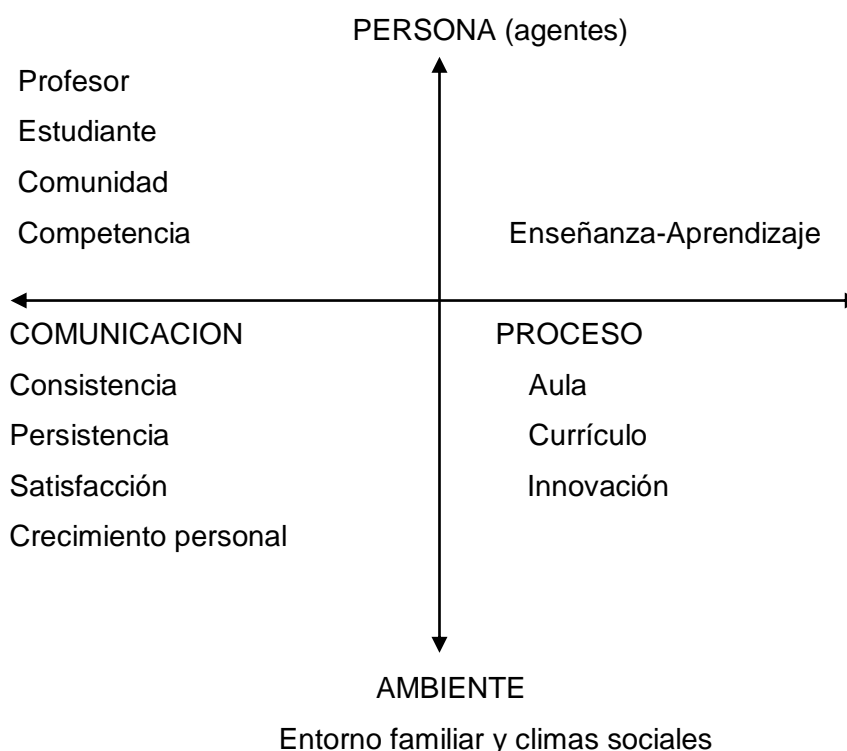 PERSONA (agentes)
Profesor
Estudiante
Comunidad
Competencia
Enseñanza-Aprendizaje
COMUNICACION
PROCESO
Consistencia
Aula
Persistencia
Currículo
Satisfacción
Innovación
Crecimiento personal
AMBIENTE
Entorno familiar y climas sociales